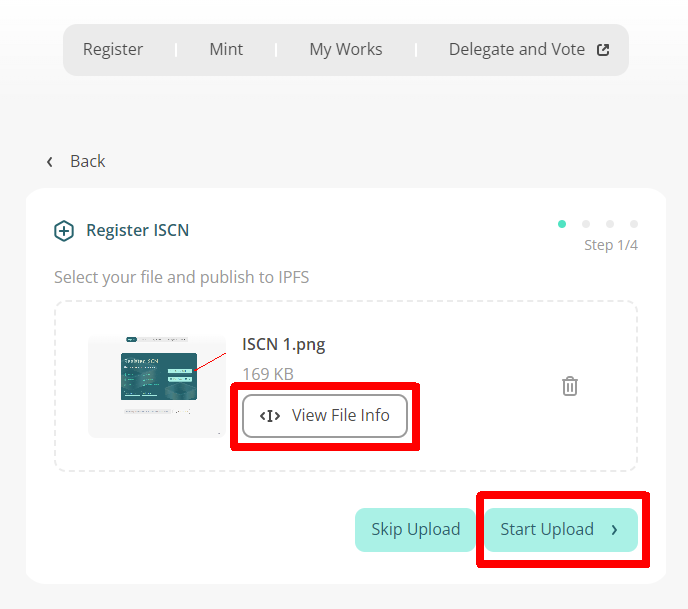 Register Mint My Works Delegate and Vote
Back
Register ISCN
Step 1/4
Select your file and publish to IPFS
ISCN 1.png
169 KB
View File Info
Skip Upload Start Upload